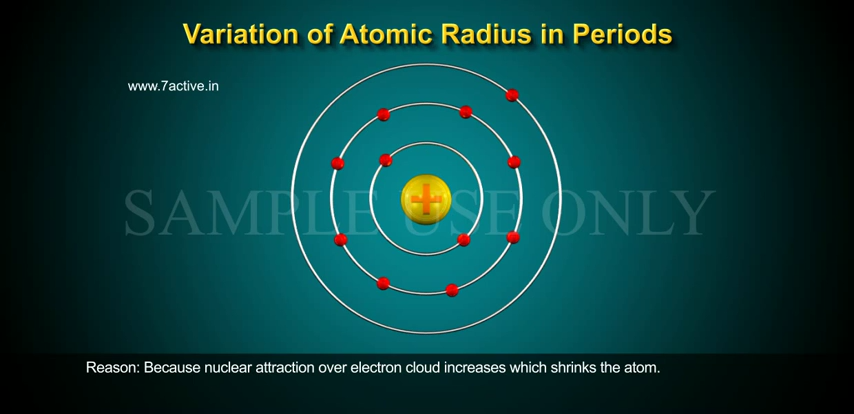 Variation of Atomic Radius in Periods
www.7active.in
SAMPLE USE ONLY
Reason: Because nuclear attraction over electron cloud increases which shrinks the atom.